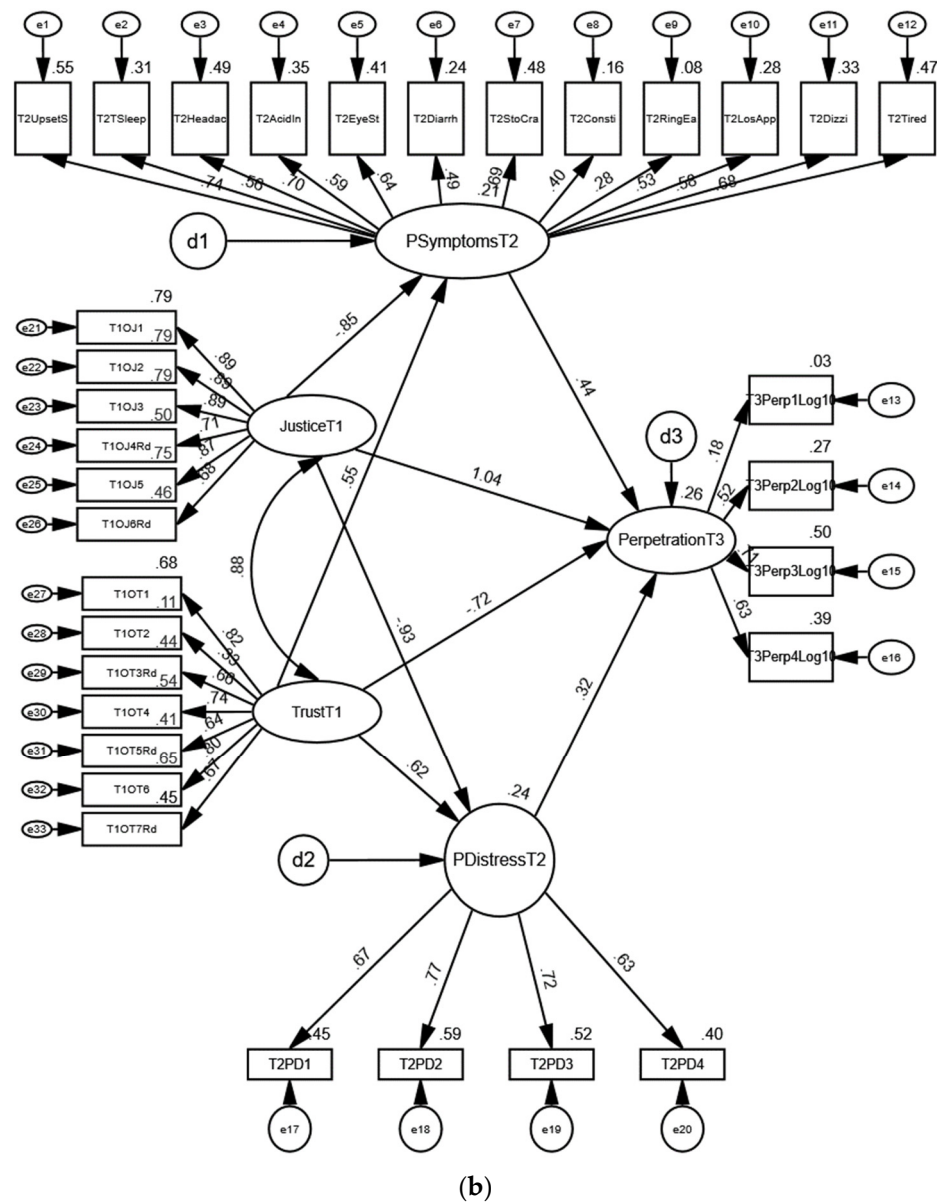 e1 e2 e3 e4 e5 e6 e7 e8 e9 e10 e11 e12
.55 .31 .49 .35 .41 .24 .48 .16 .08 .28 .33 .47
T2UpsetS T2TSleep T2Headac T2AcidIn T2EyeSt T2Diarrh T2StoCra T2Consti T2RingEa T2LosApp T2Dizzi T2Tired
.74 .56 .70 .59 .64 .49 .69 .40 .28 .53 .58 .68
.21
d1
PSymptomsT2
.79
e21 T1OJ1
.79
e22 T1OJ2
.79
e23 T1OJ3
.50
e24 T1OJ4Rd
.75
e25 T1OJ5
.46
e26 T1OJ6Rd
.89
.89
.89
.71
.87
.68
JusticeT1
-.85
.55
.44
1.04
.88
-.93
-.72
d3
.26
PerpetrationT3
.03
T3Perp1Log10 e13
.18
.27
T3Perp2Log10 e14
.52
.50
T3Perp3Log10 e15
.71
.39
T3Perp4Log10 e16
.63
.68
e27 T1OT1
.11
e28 T1OT2
.44
e29 T1OT3Rd
.54
e30 T1OT4
.41
e31 T1OT5Rd
.65
e32 T1OT6
.45
e33 T1OT7Rd
.82
.33
.66
.74
.64
.80
.67
TrustT1
.62
.32
.24
d2
PDistressT2
.67 .77 .72 .63
.45 .59 .52 .40
T2PD1 T2PD2 T2PD3 T2PD4
e17 e18 e19 e20
(b)